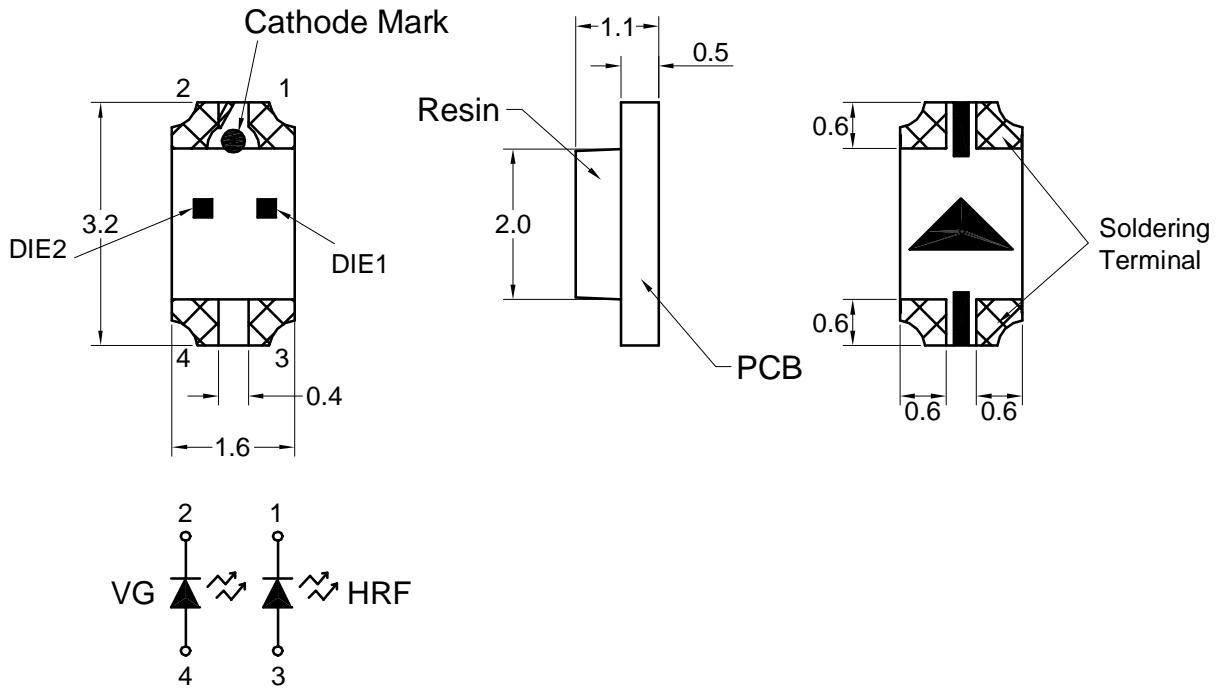 Cathode Mark
2
1
3.2
DIE2
DIE1
4
3
0.4
1.6
1.1
0.5
Resin
2.0
PCB
0.6
Soldering
Terminal
0.6
0.6
0.6
2
1
VG
HRF
4
3